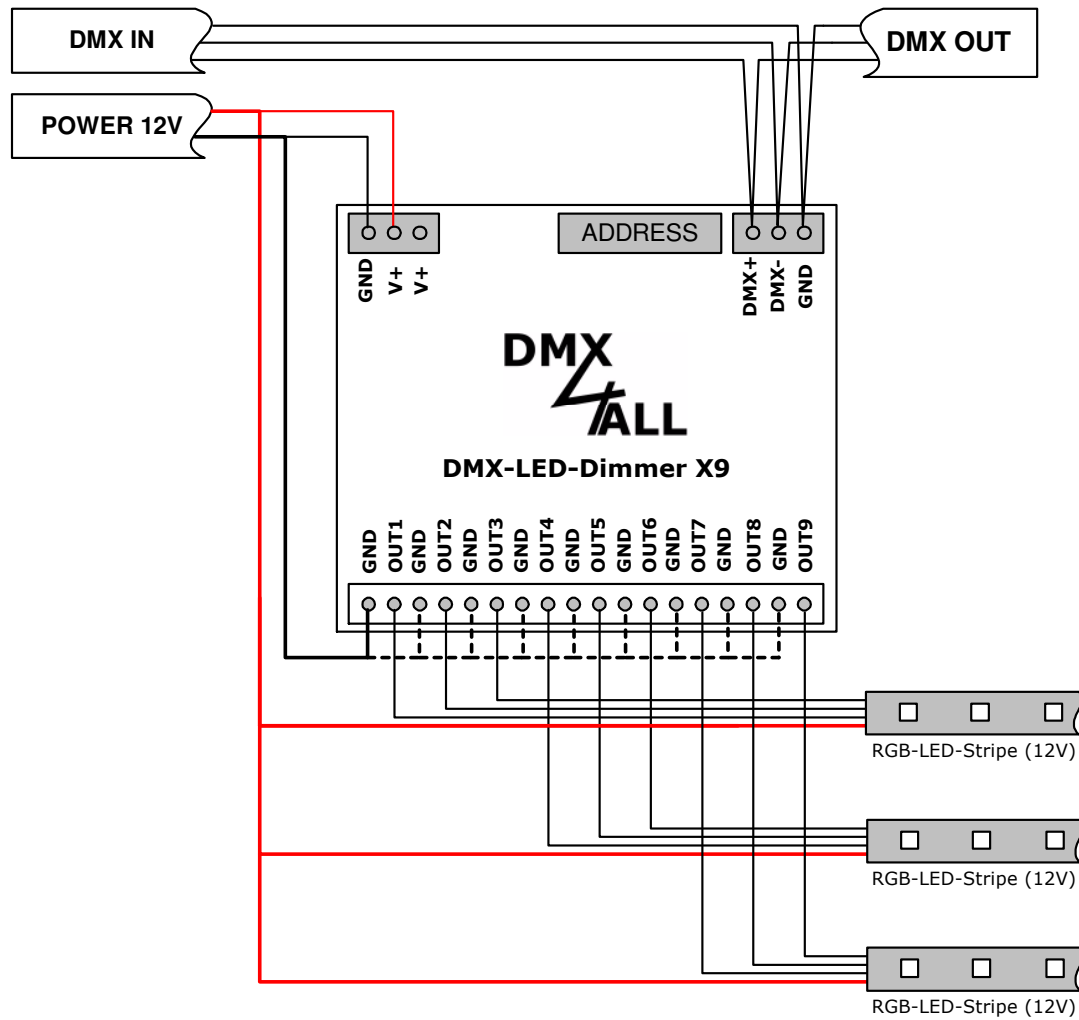 DMX IN
DMX OUT
POWER 12V
ADDRESS
GND
V+
V+
DMX+
DMX-
GND
DMX
4
ALL
DMX-LED-Dimmer X9
GND
OUT1
GND
OUT2
GND
OUT3
GND
OUT4
GND
OUT5
GND
OUT6
GND
OUT7
GND
OUT8
GND
OUT9
RGB-LED-Stripe (12V)
RGB-LED-Stripe (12V)
RGB-LED-Stripe (12V)